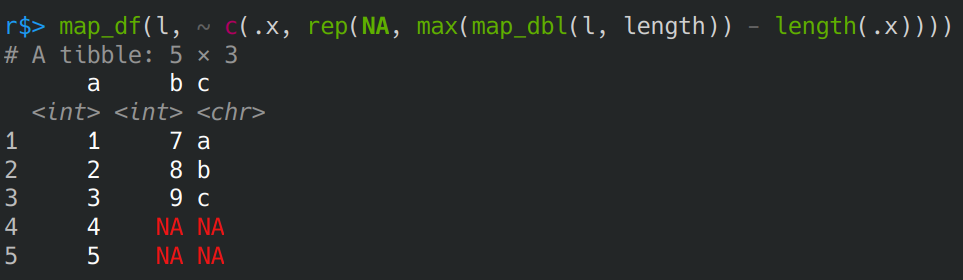 r$> map_df(l, ~ c(.x, rep(NA, max(map_dbl(l, length)) - length(.x))))
# A tibble: 5 × 3
      a     b c
  <int> <int> <chr>
1     1     7 a
2     2     8 b
3     3     9 c
4     4    NA NA
5     5    NA NA